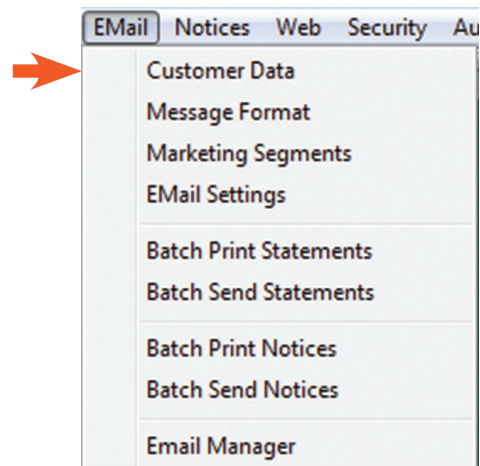 EMail Notices Web Security Au
Customer Data
Message Format
Marketing Segments
EMail Settings
Batch Print Statements
Batch Send Statements
Batch Print Notices
Batch Send Notices
Email Manager